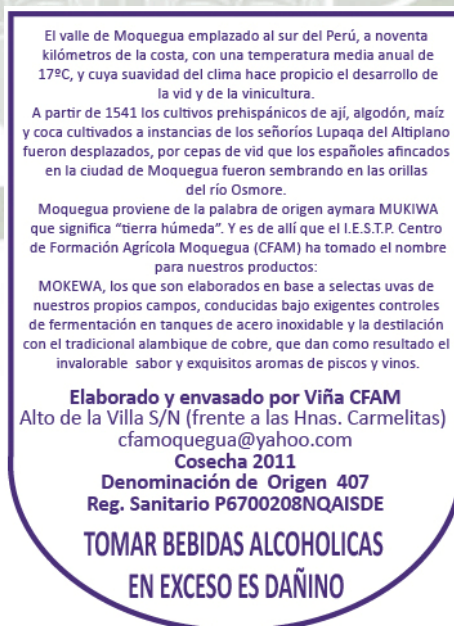 El valle de Moquegua emplazado al sur del Perú, a noventa
kilómetros de la costa, con una temperatura media anual de
17ºC, y cuya suavidad del clima hace propicio el desarrollo de
la vid y de la vinicultura.
A partir de 1541 los cultivos prehispánicos de ají, algodón, maíz
y coca cultivados a instancias de los señoríos Lupaqa del Altiplano
fueron desplazados, por cepas de vid que los españoles afincados
en la ciudad de Moquegua fueron sembrando en las orillas
del río Osmore.
Moquegua proviene de la palabra de origen aymara MUKIWA
que significa “tierra húmeda”. Y es de allí que el I.E.S.T.P. Centro
de Formación Agrícola Moquegua (CFAM) ha tomado el nombre
para nuestros productos:
MOKEWA, los que son elaborados en base a selectas uvas de
nuestros propios campos, conducidas bajo exigentes controles
de fermentación en tanques de acero inoxidable y la destilación
con el tradicional alambique de cobre, que dan como resultado el
invalorable sabor y exquisitos aromas de piscos y vinos.
Elaborado y envasado por Viña CFAM
Alto de la Villa S/N (frente a las Hnas. Carmelitas)
cfamoquegua@yahoo.com
Cosecha 2011
Denominación de Origen 407
Reg. Sanitario P6700208NQAISDE
TOMAR BEBIDAS ALCOHOLICAS
EN EXCESO ES DAÑINO